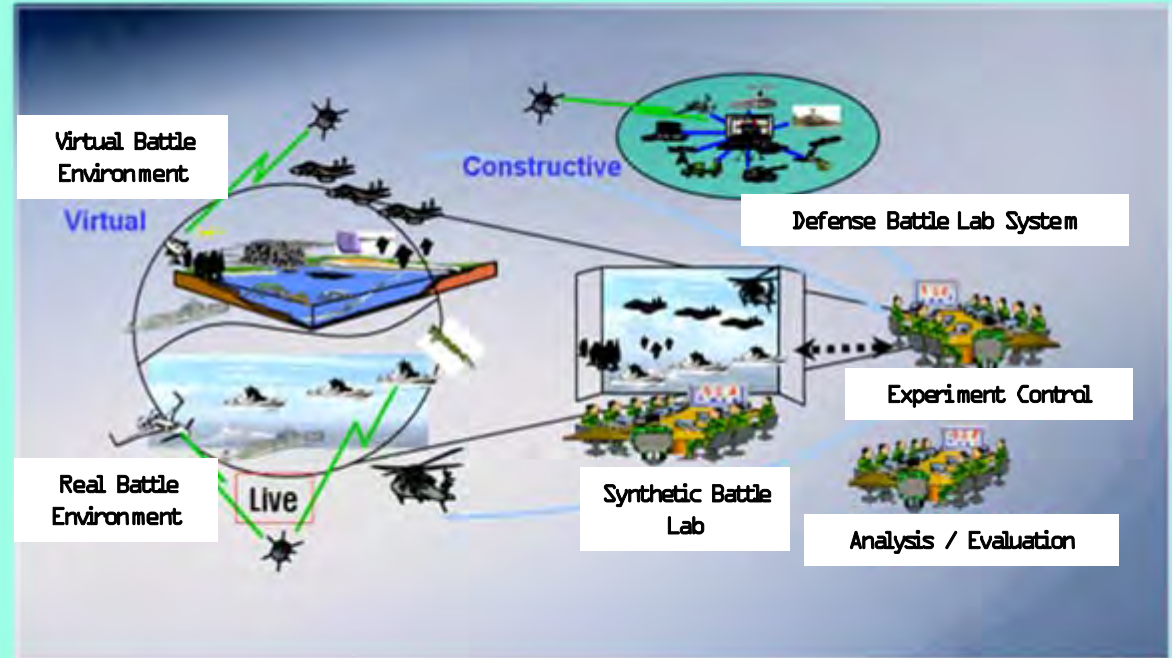 Virtual Battle
Environment
Virtual
Constructive
Defense Battle Lab System
Experiment Control
Real Battle
Environment
Live
Synthetic Battle
Lab
Analysis / Evaluation